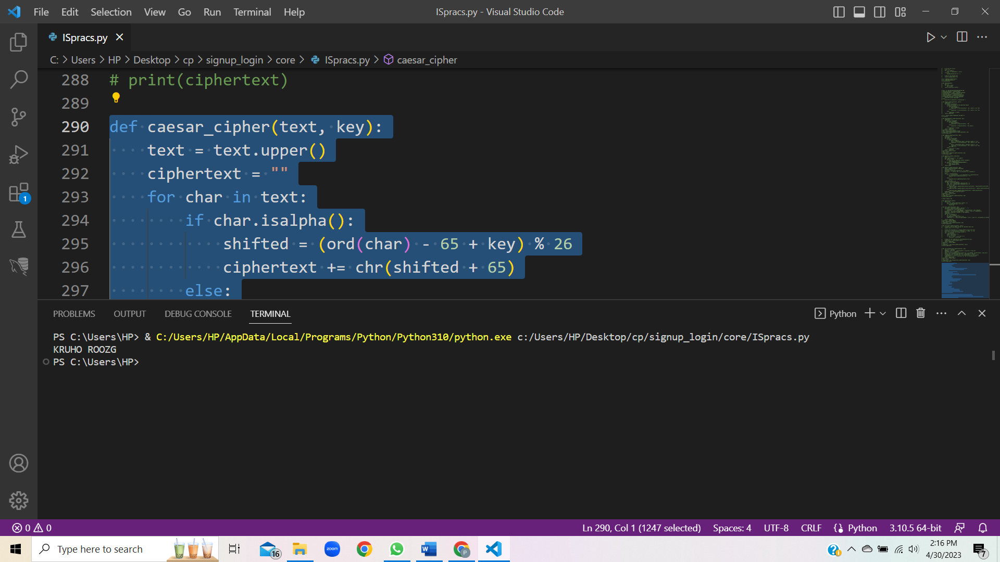 File Edit Selection View Go Run Terminal Help ISpracs.py - Visual Studio Code
ISpracs.py
C: > Users > HP > Desktop > cp > signup_login > core > ISpracs.py > caesar_cipher
288 # print(ciphertext)
289
290 def caesar_cipher(text, key):
291 text = text.upper()
292 ciphertext = ""
293 for char in text:
294 if char.isalpha():
295 shifted = (ord(char) - 65 + key) % 26
296 ciphertext += chr(shifted + 65)
297 else:
1
PROBLEMS OUTPUT DEBUG CONSOLE TERMINAL Python
PS C:\Users\HP> & C:/Users/HP/AppData/Local/Programs/Python/Python310/python.exe c:/Users/HP/Desktop/cp/signup_login/core/ISpracs.py
KRUHO ROOZG
PS C:\Users\HP>
0 0 Ln 290, Col 1 (1247 selected) Spaces: 4 UTF-8 CRLF Python 3.10.5 64-bit
Type here to search 16 zoom W P 2:16 PM
4/30/2023 7